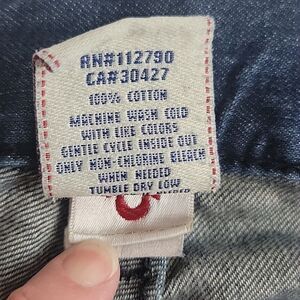 RN#112790
CA#30427
100% COTTON
MACHINE WASH COLD
WITH LIKE COLORS
GENTLE CYCLE INSIDE OUT
ONLY NON-CHLORINE BLEACH
WHEN NEEDED
TUMBLE DRY LOW
NEEDED